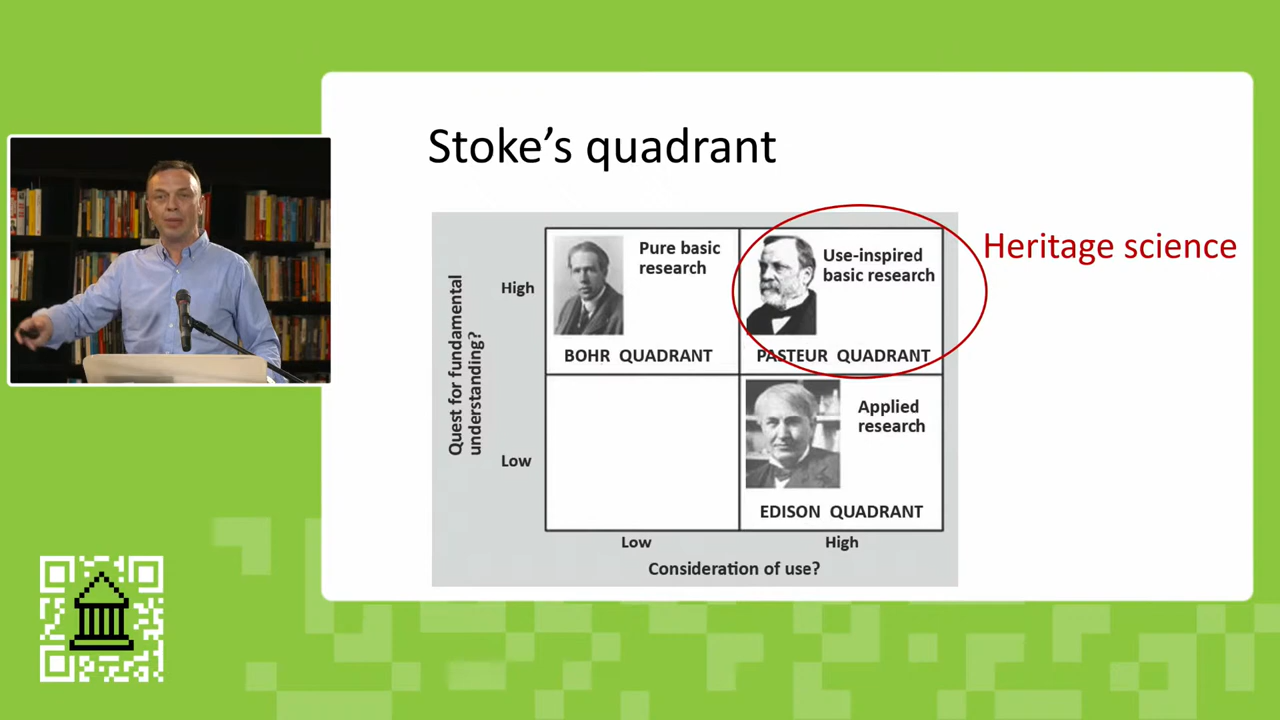 Stoke's quadrant
Heritage science
Quest for fundamental
understanding?
High
Low
Pure basic
research
BOHR QUADRANT
Use-inspired
basic research
PASTEUR QUADRANT
Applied
research
EDISON QUADRANT
Low
High
Consideration of use?